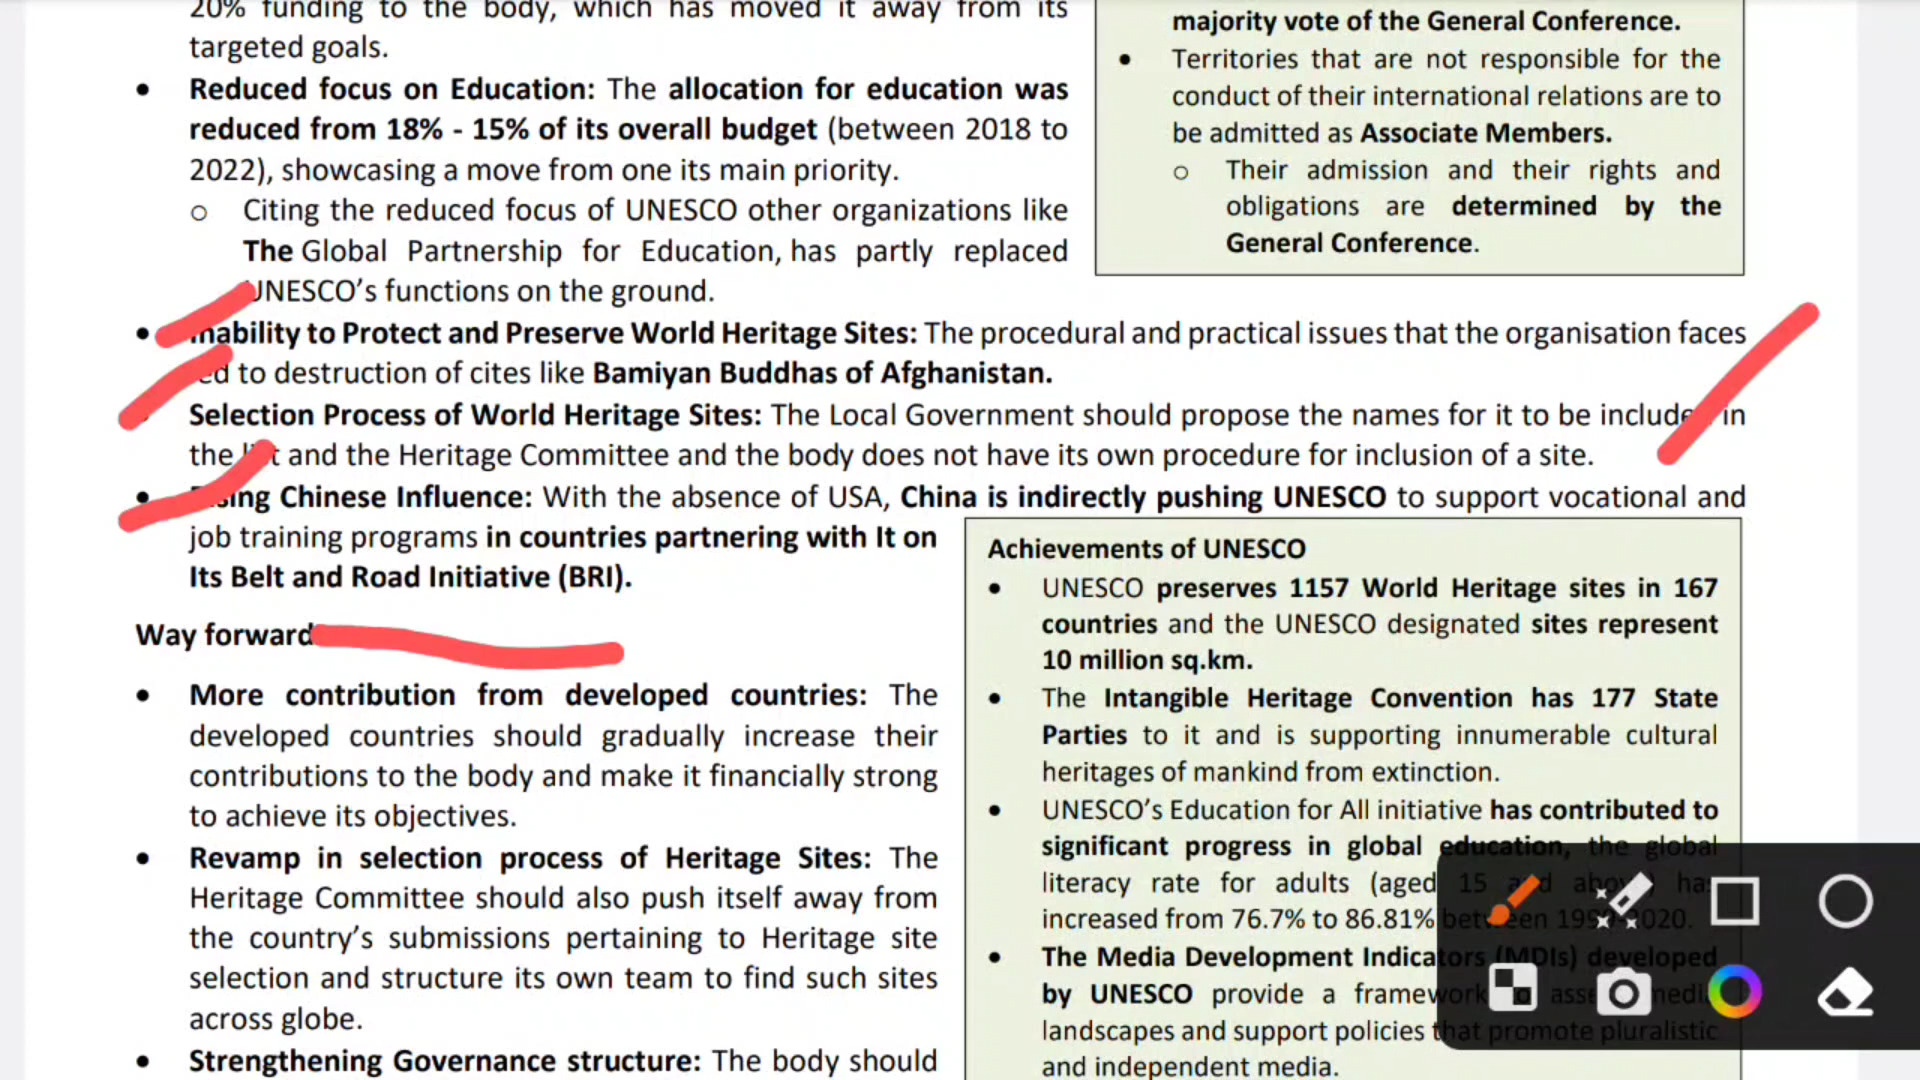 20% funding to the body, which has moved it away from its
targeted goals.
• Reduced focus on Education: The allocation for education was
reduced from 18% - 15% of its overall budget (between 2018 to
2022), showcasing a move from one its main priority.
o Citing the reduced focus of UNESCO other organizations like
The Global Partnership for Education, has partly replaced
UNESCO's functions on the ground.
majority vote of the General Conference.
• Territories that are not responsible for the
conduct of their international relations are to
be admitted as Associate Members.
o Their admission and their rights and
obligations are determined by the
General Conference.
• Inability to Protect and Preserve World Heritage Sites: The procedural and practical issues that the organisation faces
led to destruction of cites like Bamiyan Buddhas of Afghanistan.
Selection Process of World Heritage Sites: The Local Government should propose the names for it to be included in
the list and the Heritage Committee and the body does not have its own procedure for inclusion of a site.
• Rising Chinese Influence: With the absence of USA, China is indirectly pushing UNESCO to support vocational and
job training programs in countries partnering with It on
Its Belt and Road Initiative (BRI).
Way forward
• More contribution from developed countries: The
developed countries should gradually increase their
contributions to the body and make it financially strong
to achieve its objectives.
• Revamp in selection process of Heritage Sites: The
Heritage Committee should also push itself away from
the country's submissions pertaining to Heritage site
selection and structure its own team to find such sites
across globe.
• Strengthening Governance structure: The body should
Achievements of UNESCO
• UNESCO preserves 1157 World Heritage sites in 167
countries and the UNESCO designated sites represent
10 million sq.km.
• The Intangible Heritage Convention has 177 State
Parties to it and is supporting innumerable cultural
heritages of mankind from extinction.
• UNESCO's Education for All initiative has contributed to
significant progress in global education, the global
literacy rate for adults (aged 15 and above) has
increased from 76.7% to 86.81% between 2020.
• The Media Development Indicators (MDIs) developed
by UNESCO provide a framework to assess media
landscapes and support policies that promote pluralistic
and independent media.